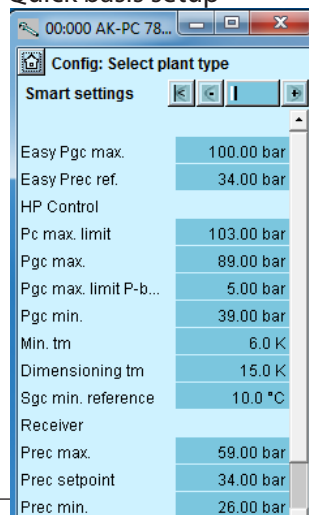 Quick basis setup
00:000 AK-PC 78...
Config: Select plant type
Smart settings
Easy Pgc max. 100.00 bar
Easy Prec ref. 34.00 bar
HP Control
Pc max. limit 103.00 bar
Pgc max. 89.00 bar
Pgc max. limit P-b... 5.00 bar
Pgc min. 39.00 bar
Min. tm 6.0 K
Dimensioning tm 15.0 K
Sgc min. reference 10.0 °C
Receiver
Prec max. 59.00 bar
Prec setpoint 34.00 bar
Prec min. 26.00 bar